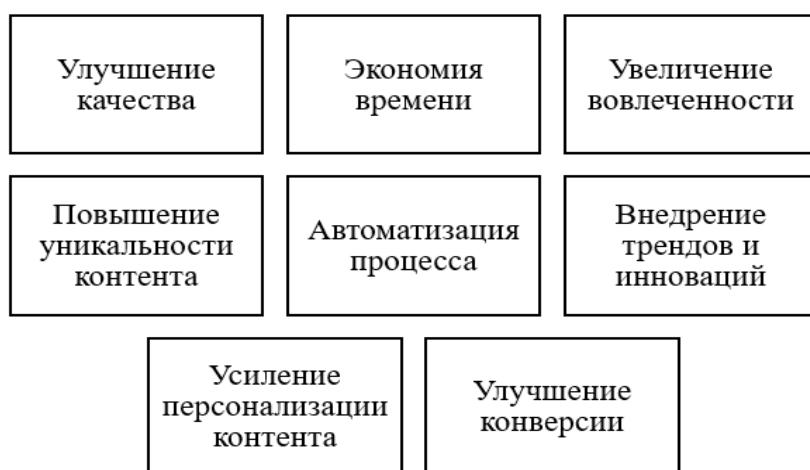 Улучшение
качества
Экономия
времени
Увеличение
вовлеченности
Повышение
уникальности
контента
Автоматизация
процесса
Внедрение
трендов и
инноваций
Усиление
персонализации
контента
Улучшение
конверсии